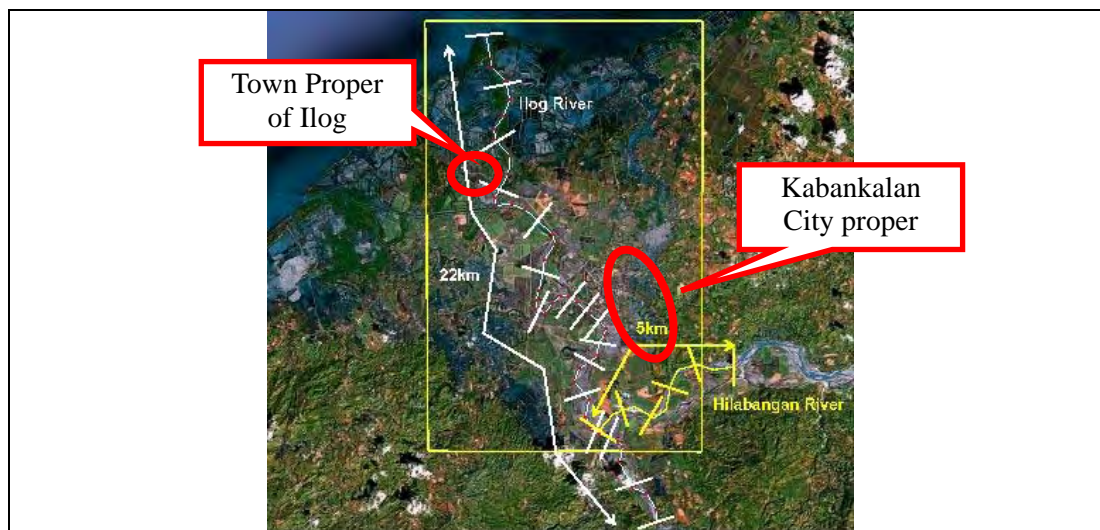 Town Proper
of Ilog
Ilog River
Kabankalan
City proper
22km
5km
Hilabangan River